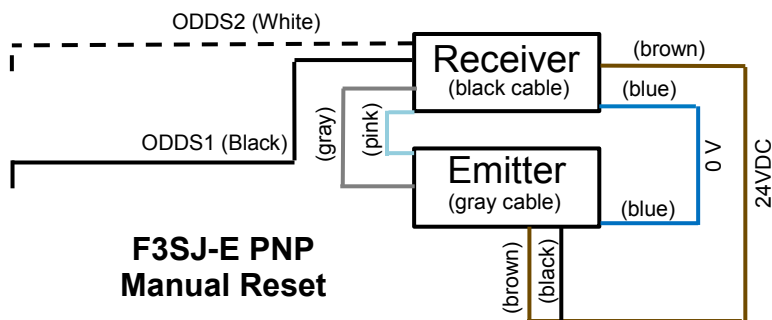 ODDS2 (White)
Receiver
(black cable)
(brown)
(blue)
(gray)
(pink)
ODDS1 (Black)
0 V
24VDC
Emitter
(gray cable)
(blue)
F3SJ-E PNP
Manual Reset
(brown)
(black)